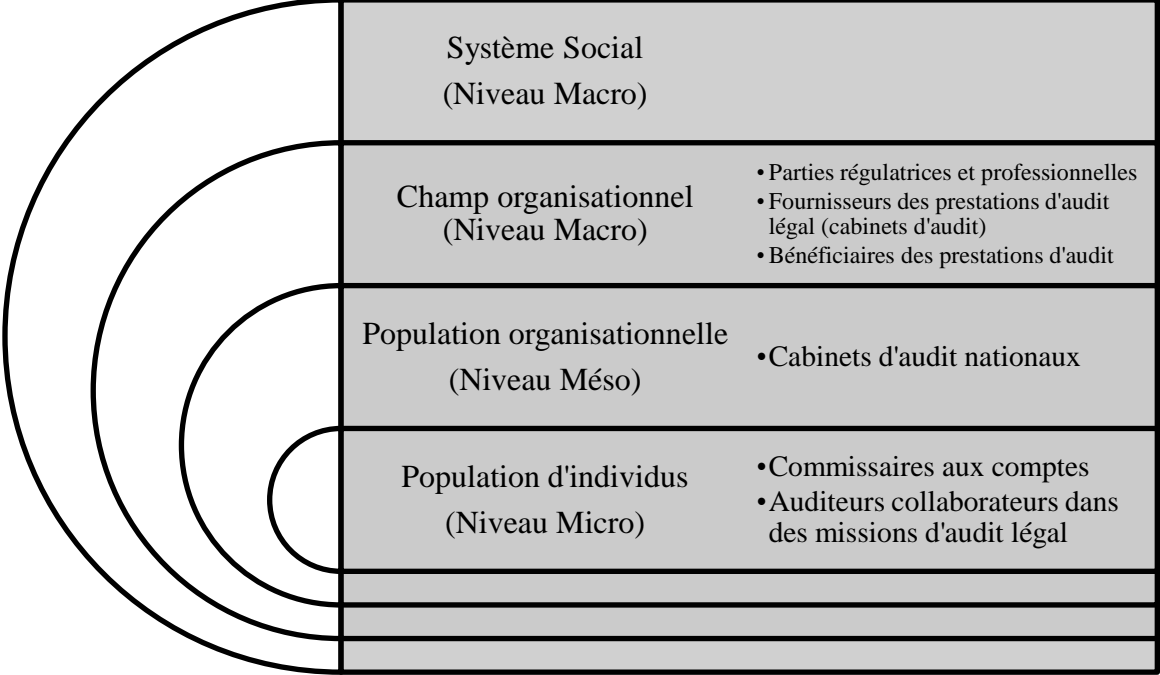 Système Social
(Niveau Macro)
Champ organisationnel
(Niveau Macro)
• Parties régulatrices et professionnelles
• Fournisseurs des prestations d'audit
légal (cabinets d'audit)
• Bénéficiaires des prestations d'audit
Population organisationnelle
(Niveau Méso)
• Cabinets d'audit nationaux
Population d'individus
(Niveau Micro)
• Commissaires aux comptes
• Auditeurs collaborateurs dans
des missions d'audit légal